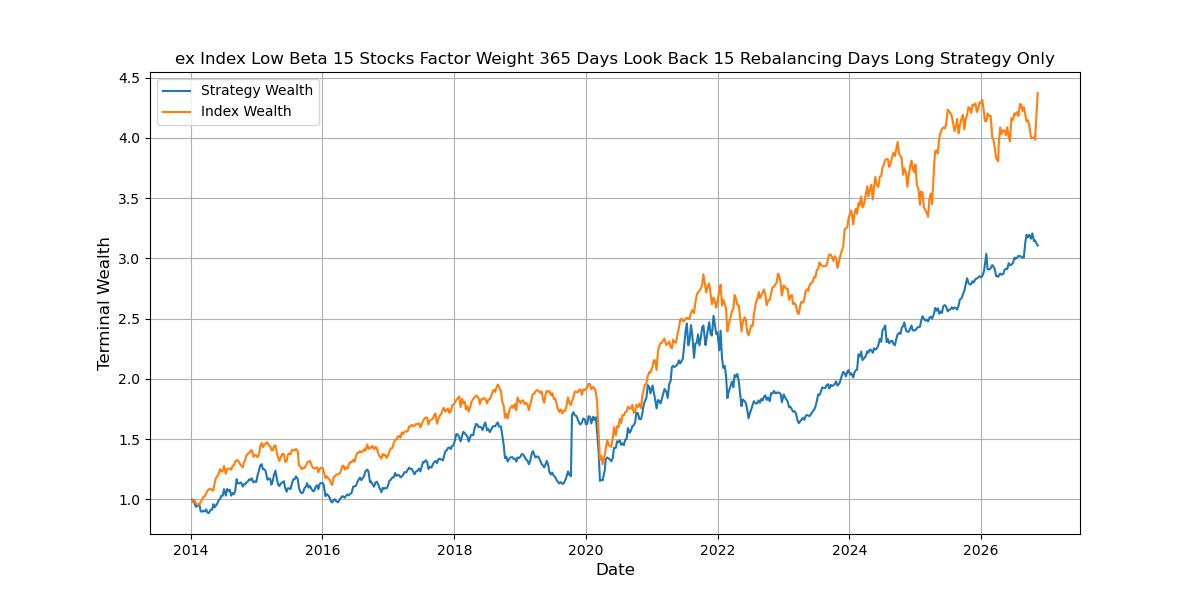 ex Index Low Beta 15 Stocks Factor Weight 365 Days Look Back 15 Rebalancing Days Long Strategy Only
Strategy Wealth
Index Wealth
Terminal Wealth
4.5
4.0
3.5
3.0
2.5
2.0
1.5
1.0
2014 2016 2018 2020 2022 2024 2026
Date